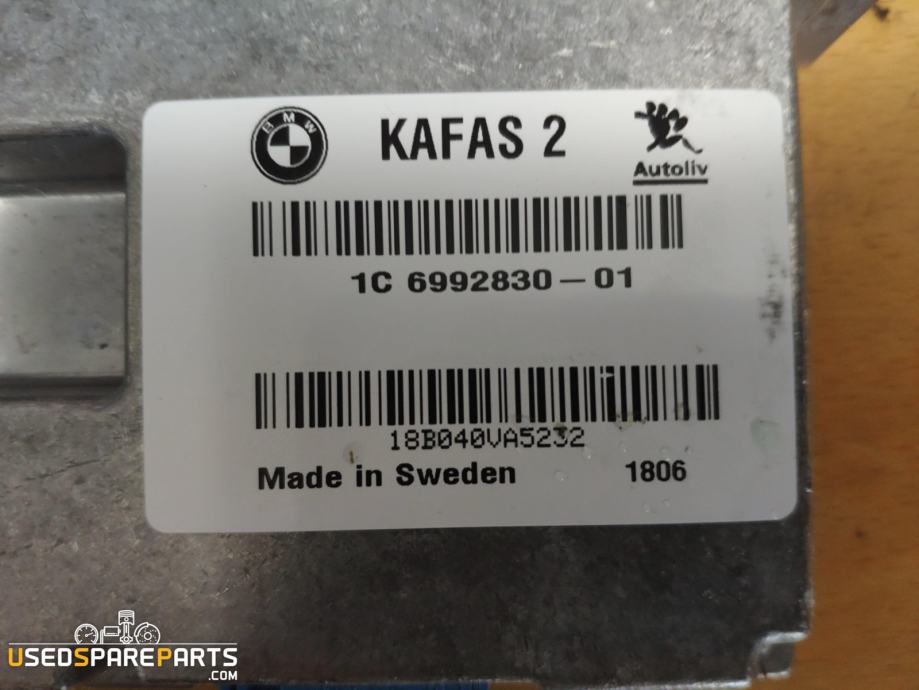 BMW
KAFAS 2
Autoliv
1C 6992830-01
18B040VA5232
Made in Sweden 1806
USEDSPAREPARTS
.COM